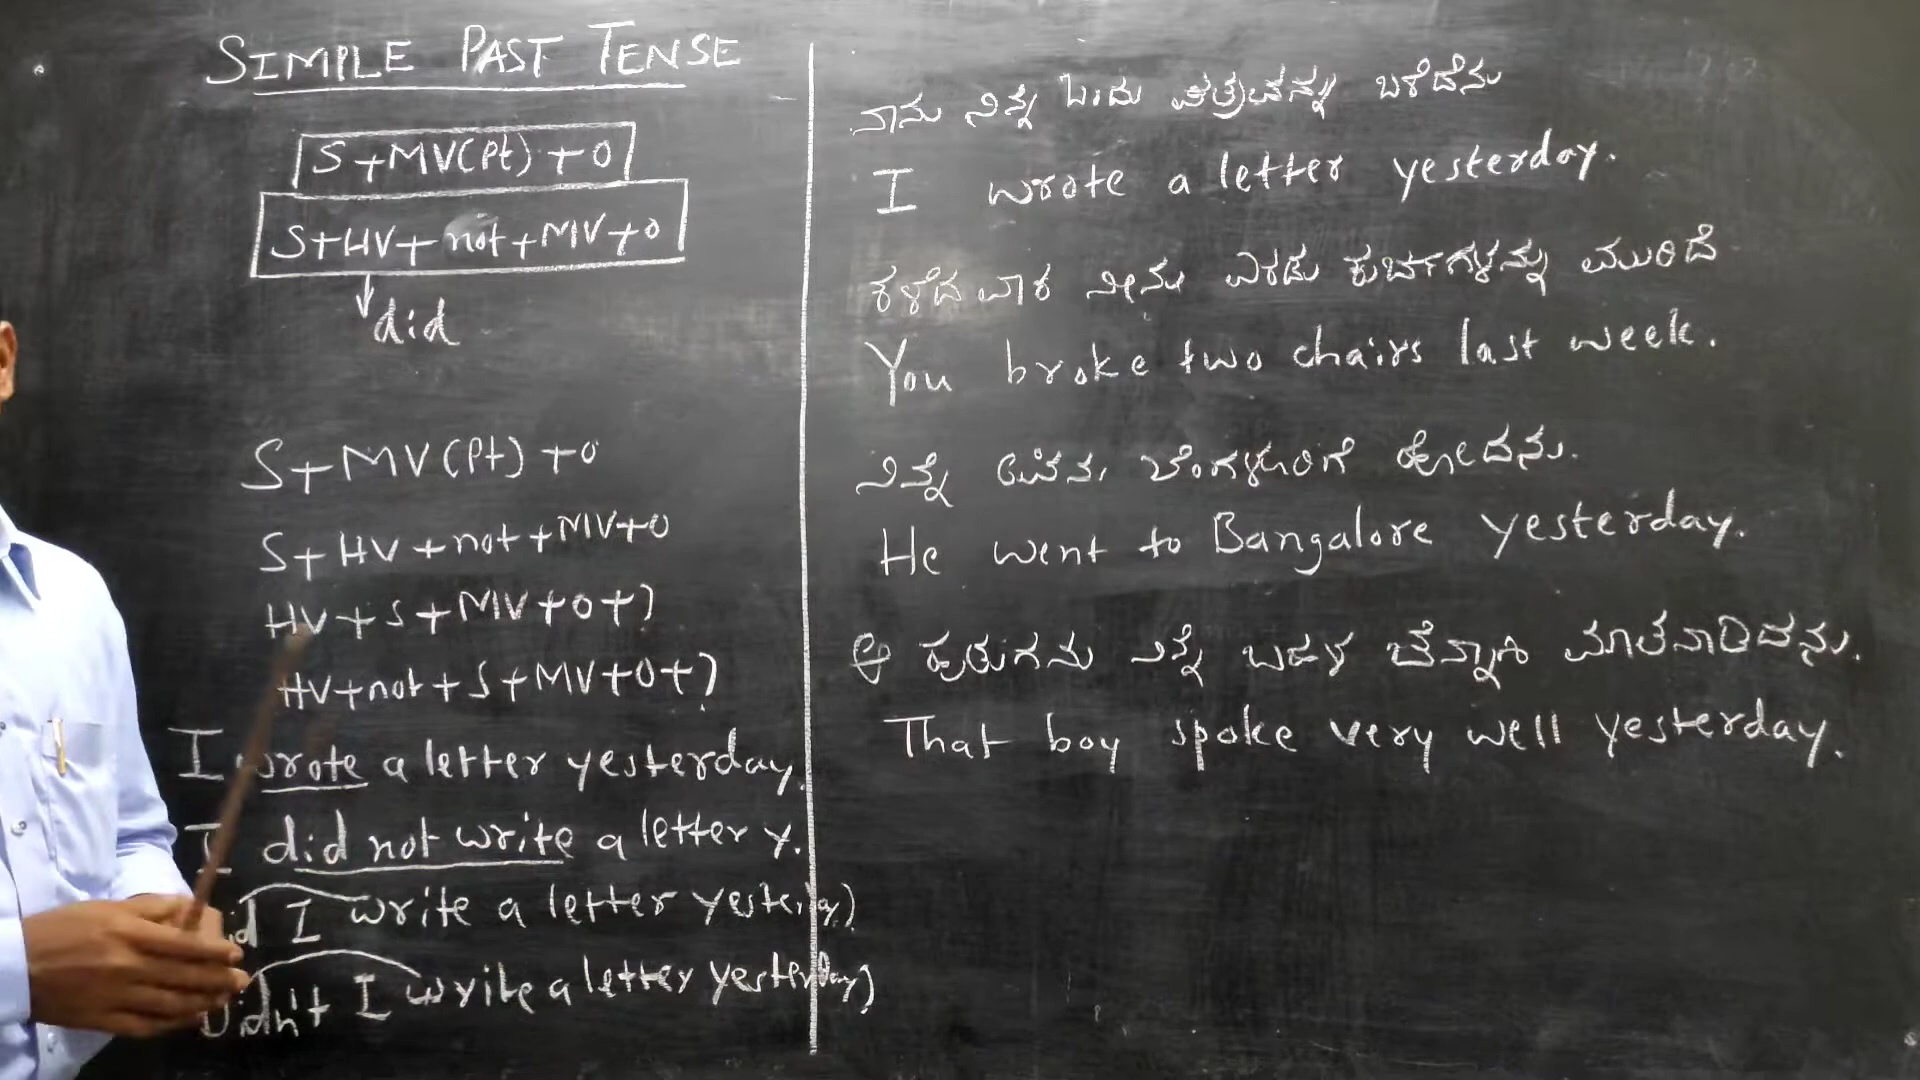 SIMPLE PAST TENSE
S+MV(Pt)+O
S+HV+not+MV+O
did
S+MV(Pt)+O
S+HV+not+MV+O
HV+S+MV+O+?
HV+not+S+MV+O+?
I wrote a letter yesterday.
I did not write a letter y.
Did I write a letter yesterday?
Didn't I write a letter yesterday?
ನಾನು ನಿನ್ನೆ ಒಂದು ಪತ್ರವನ್ನು ಬರೆದೆನು
I wrote a letter yesterday.
ಕಳೆದ ವಾರ ನೀನು ಎರಡು ಕುರ್ಚಿಗಳನ್ನು ಮುರಿದೆ
You broke two chairs last week.
ನಿನ್ನೆ ಅವನು ಬೆಂಗಳೂರಿಗೆ ಹೋದನು.
He went to Bangalore yesterday.
ಆ ಹುಡುಗನು ನಿನ್ನೆ ಬಹಳ ಚೆನ್ನಾಗಿ ಮಾತನಾಡಿದನು.
That boy spoke very well yesterday.